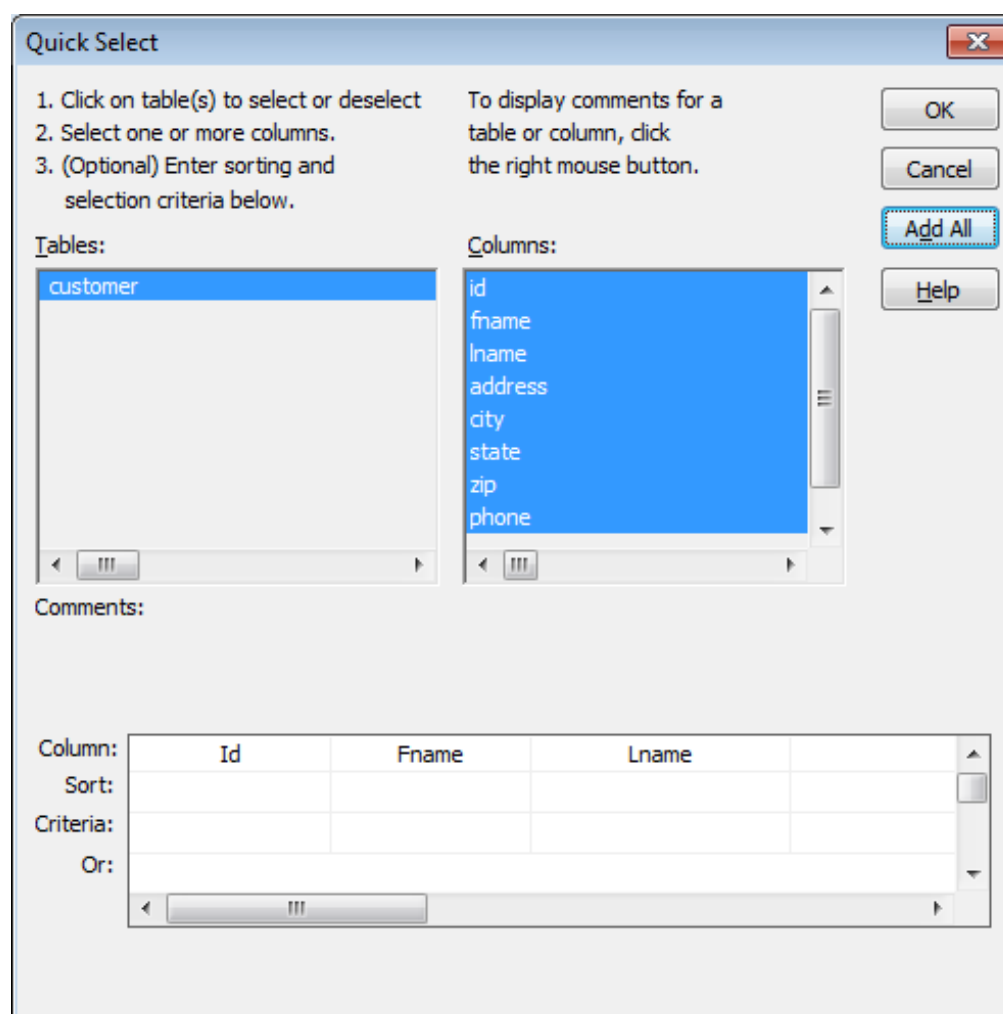 Quick Select
1. Click on table(s) to select or deselect
2. Select one or more columns.
3. (Optional) Enter sorting and
selection criteria below.
To display comments for a
table or column, click
the right mouse button.
OK
Cancel
Add All
Help
Tables:
customer
Columns:
id
fname
lname
address
city
state
zip
phone
Comments:
Column: Id Fname Lname
Sort:
Criteria:
Or: